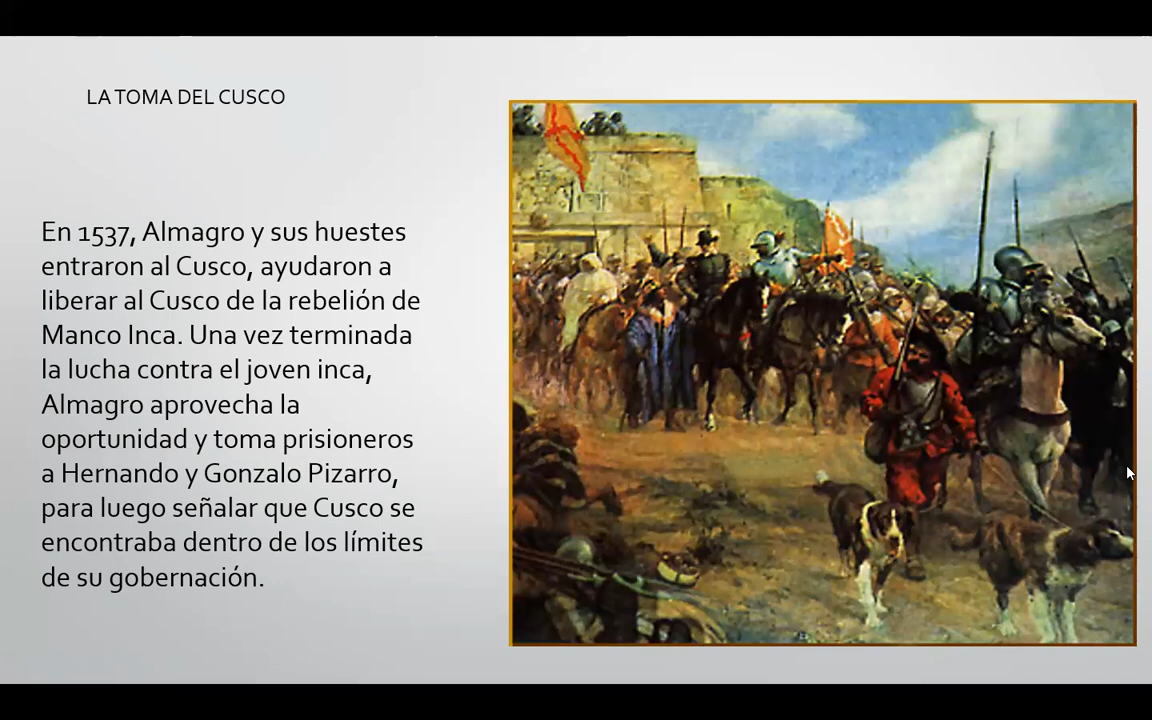 LA TOMA DEL CUSCO
En 1537, Almagro y sus huestes
entraron al Cusco, ayudaron a
liberar al Cusco de la rebelión de
Manco Inca. Una vez terminada
la lucha contra el joven inca,
Almagro aprovecha la
oportunidad y toma prisioneros
a Hernando y Gonzalo Pizarro,
para luego señalar que Cusco se
encontraba dentro de los límites
de su gobernación.